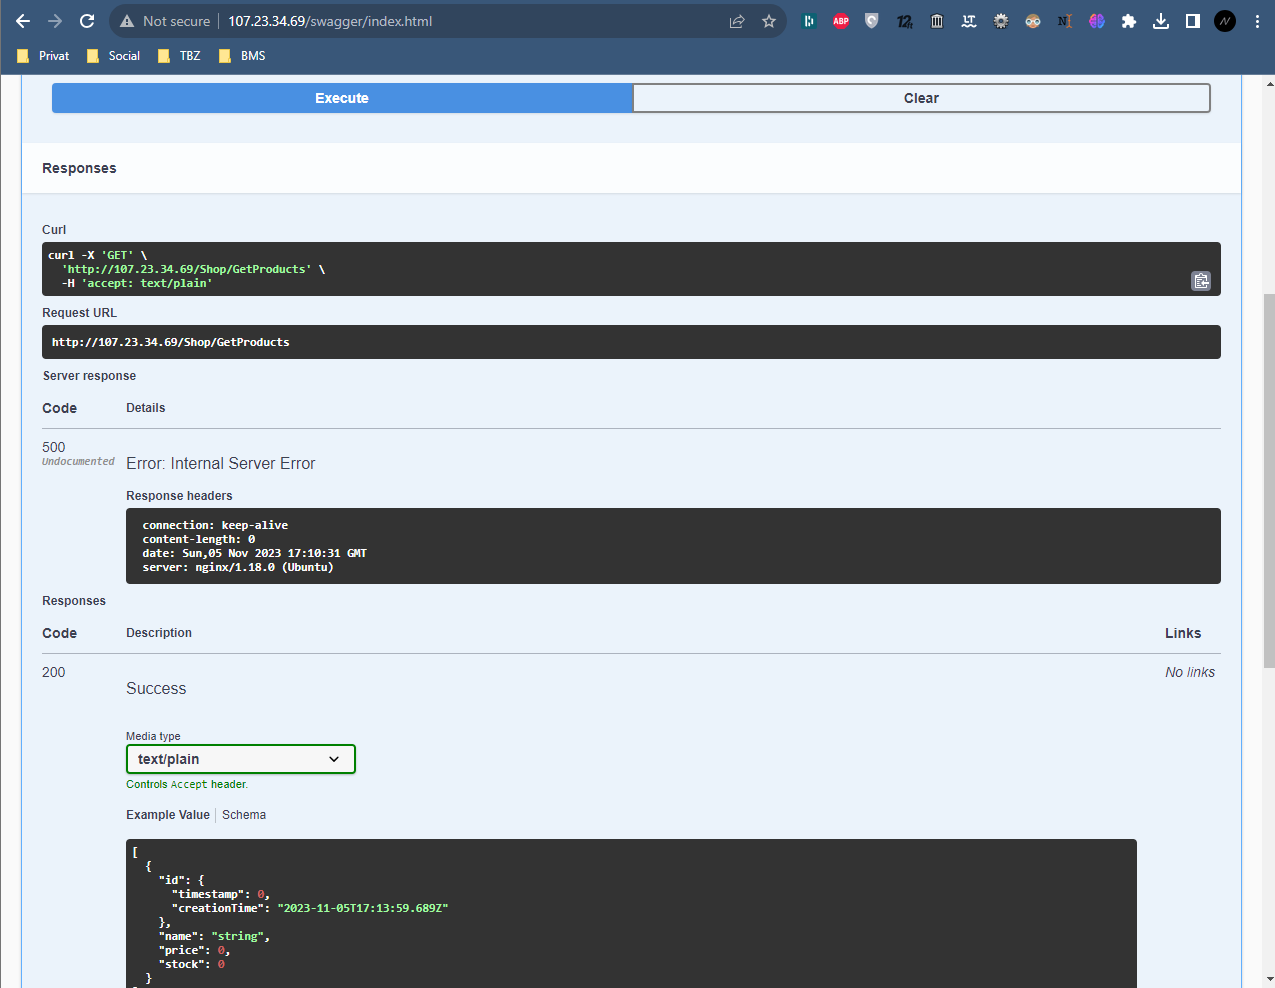 Not secure
107.23.34.69/swagger/index.html
ABP
Privat
Social
TBZ
BMS
Execute
Clear
Responses
Curl
curl -X 'GET' \
'http://107.23.34.69/Shop/GetProducts' \
-H 'accept: text/plain'
Request URL
http://107.23.34.69/Shop/GetProducts
Server response
Code Details
500
Undocumented
Error: Internal Server Error
Response headers
connection: keep-alive
content-length: 0
date: Sun,05 Nov 2023 17:10:31 GMT
server: nginx/1.18.0 (Ubuntu)
Responses
Code Description Links
200
No links
Success
Media type
text/plain
Controls Accept header.
Example Value Schema
[
{
"id": {
"timestamp": 0,
"creationTime": "2023-11-05T17:13:59.689Z"
},
"name": "string",
"price": 0,
"stock": 0
}